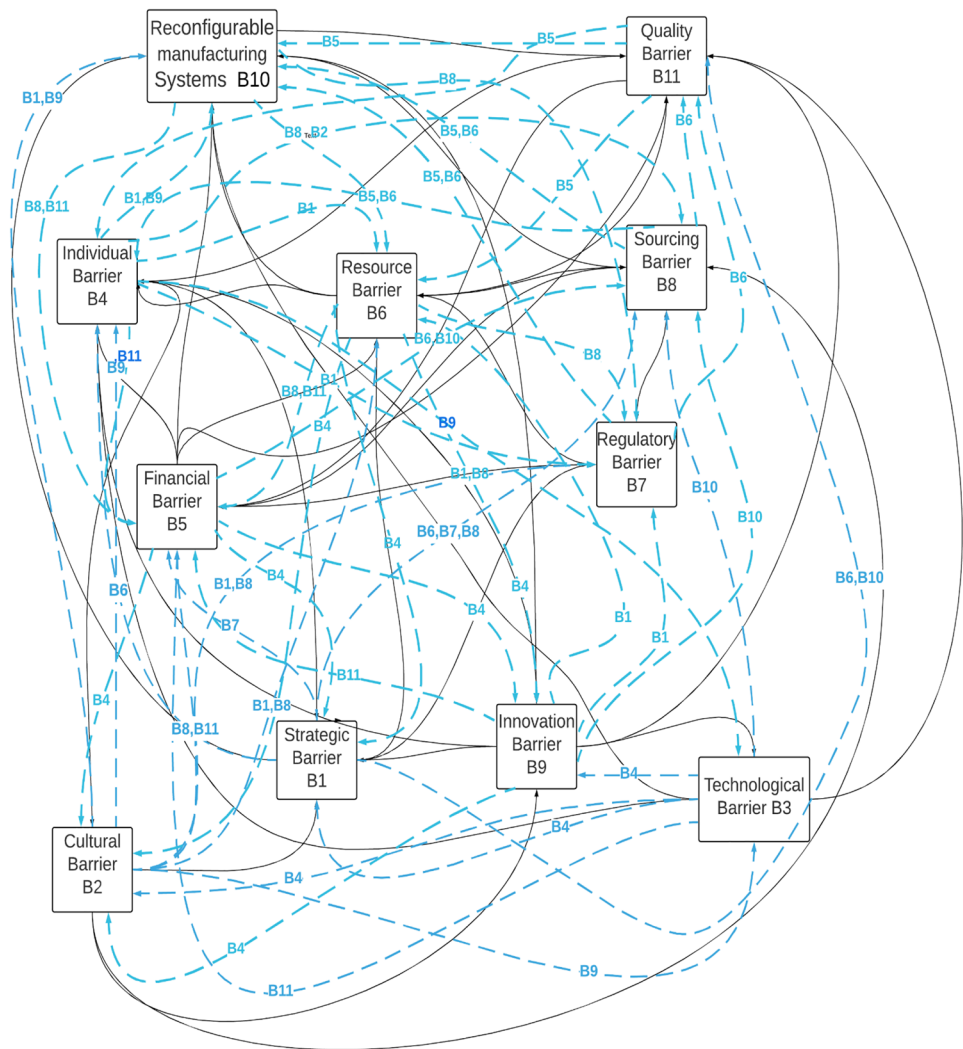 Reconfigurable
manufacturing
Systems B10
Quality
Barrier
B11
B5
B5
B8
B1,B9
B6
B8
B2
B5,B6
B5,B6
B5
B1,B9
B5,B6
B8,B11
B1
Individual
Barrier
B4
Resource
Barrier
B6
Sourcing
Barrier
B8
B6
B6,B10
B8
,B11
B9,
B1
B8,B11
B4
B9
Regulatory
Barrier
B7
Financial
Barrier
B5
B1,B8
B10
B10
B6,B7,B8
B4
B4
B1,B8
B6
B4
B6,B10
B4
B7
B1
B1
B11
B4
B1,B8
B8,B11
Strategic
Barrier
B1
Innovation
Barrier
B9
B4
Technological
Barrier B3
B4
Cultural
Barrier
B2
B4
B4
B9
B11